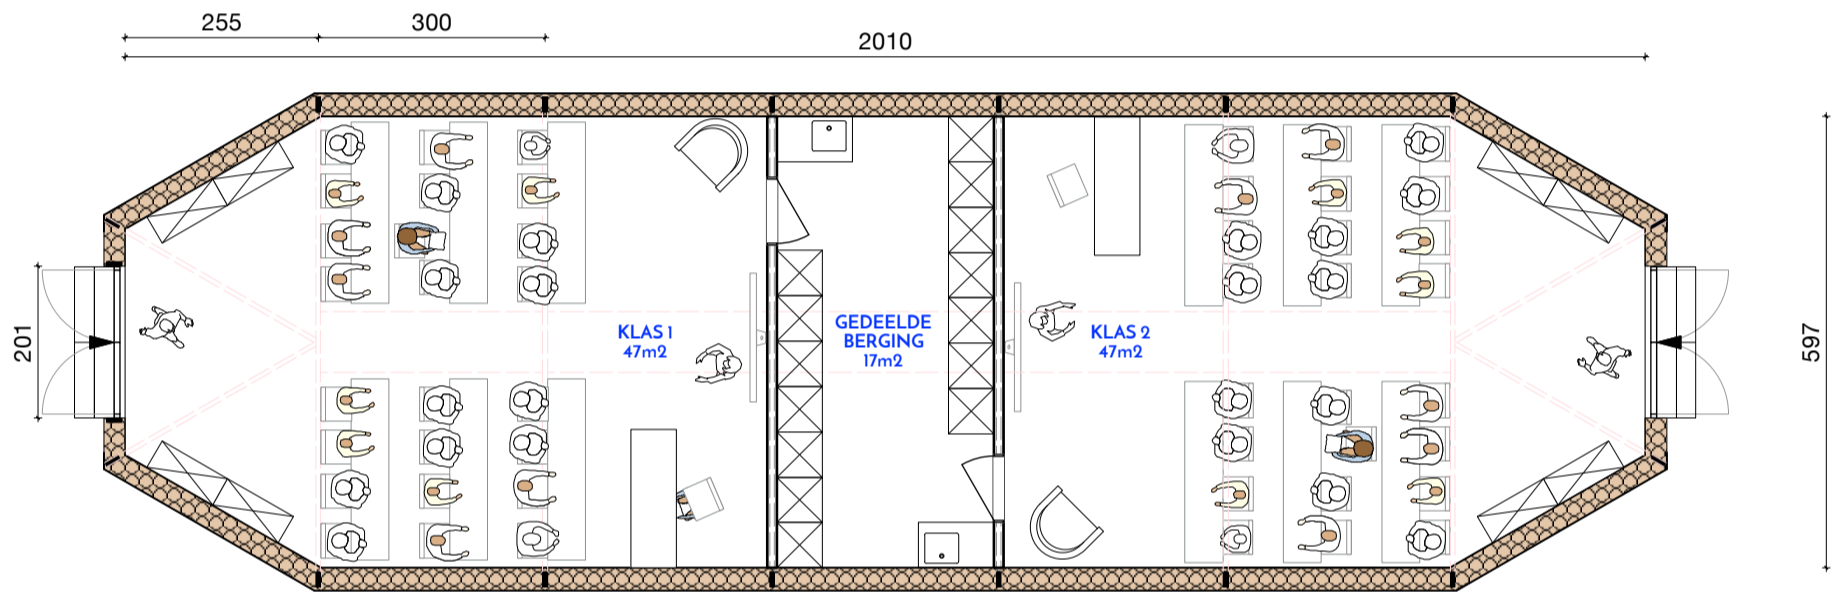 255
300
2010
201
597
KLAS 1
47m2
GEDEELDE
BERGING
17m2
KLAS 2
47m2